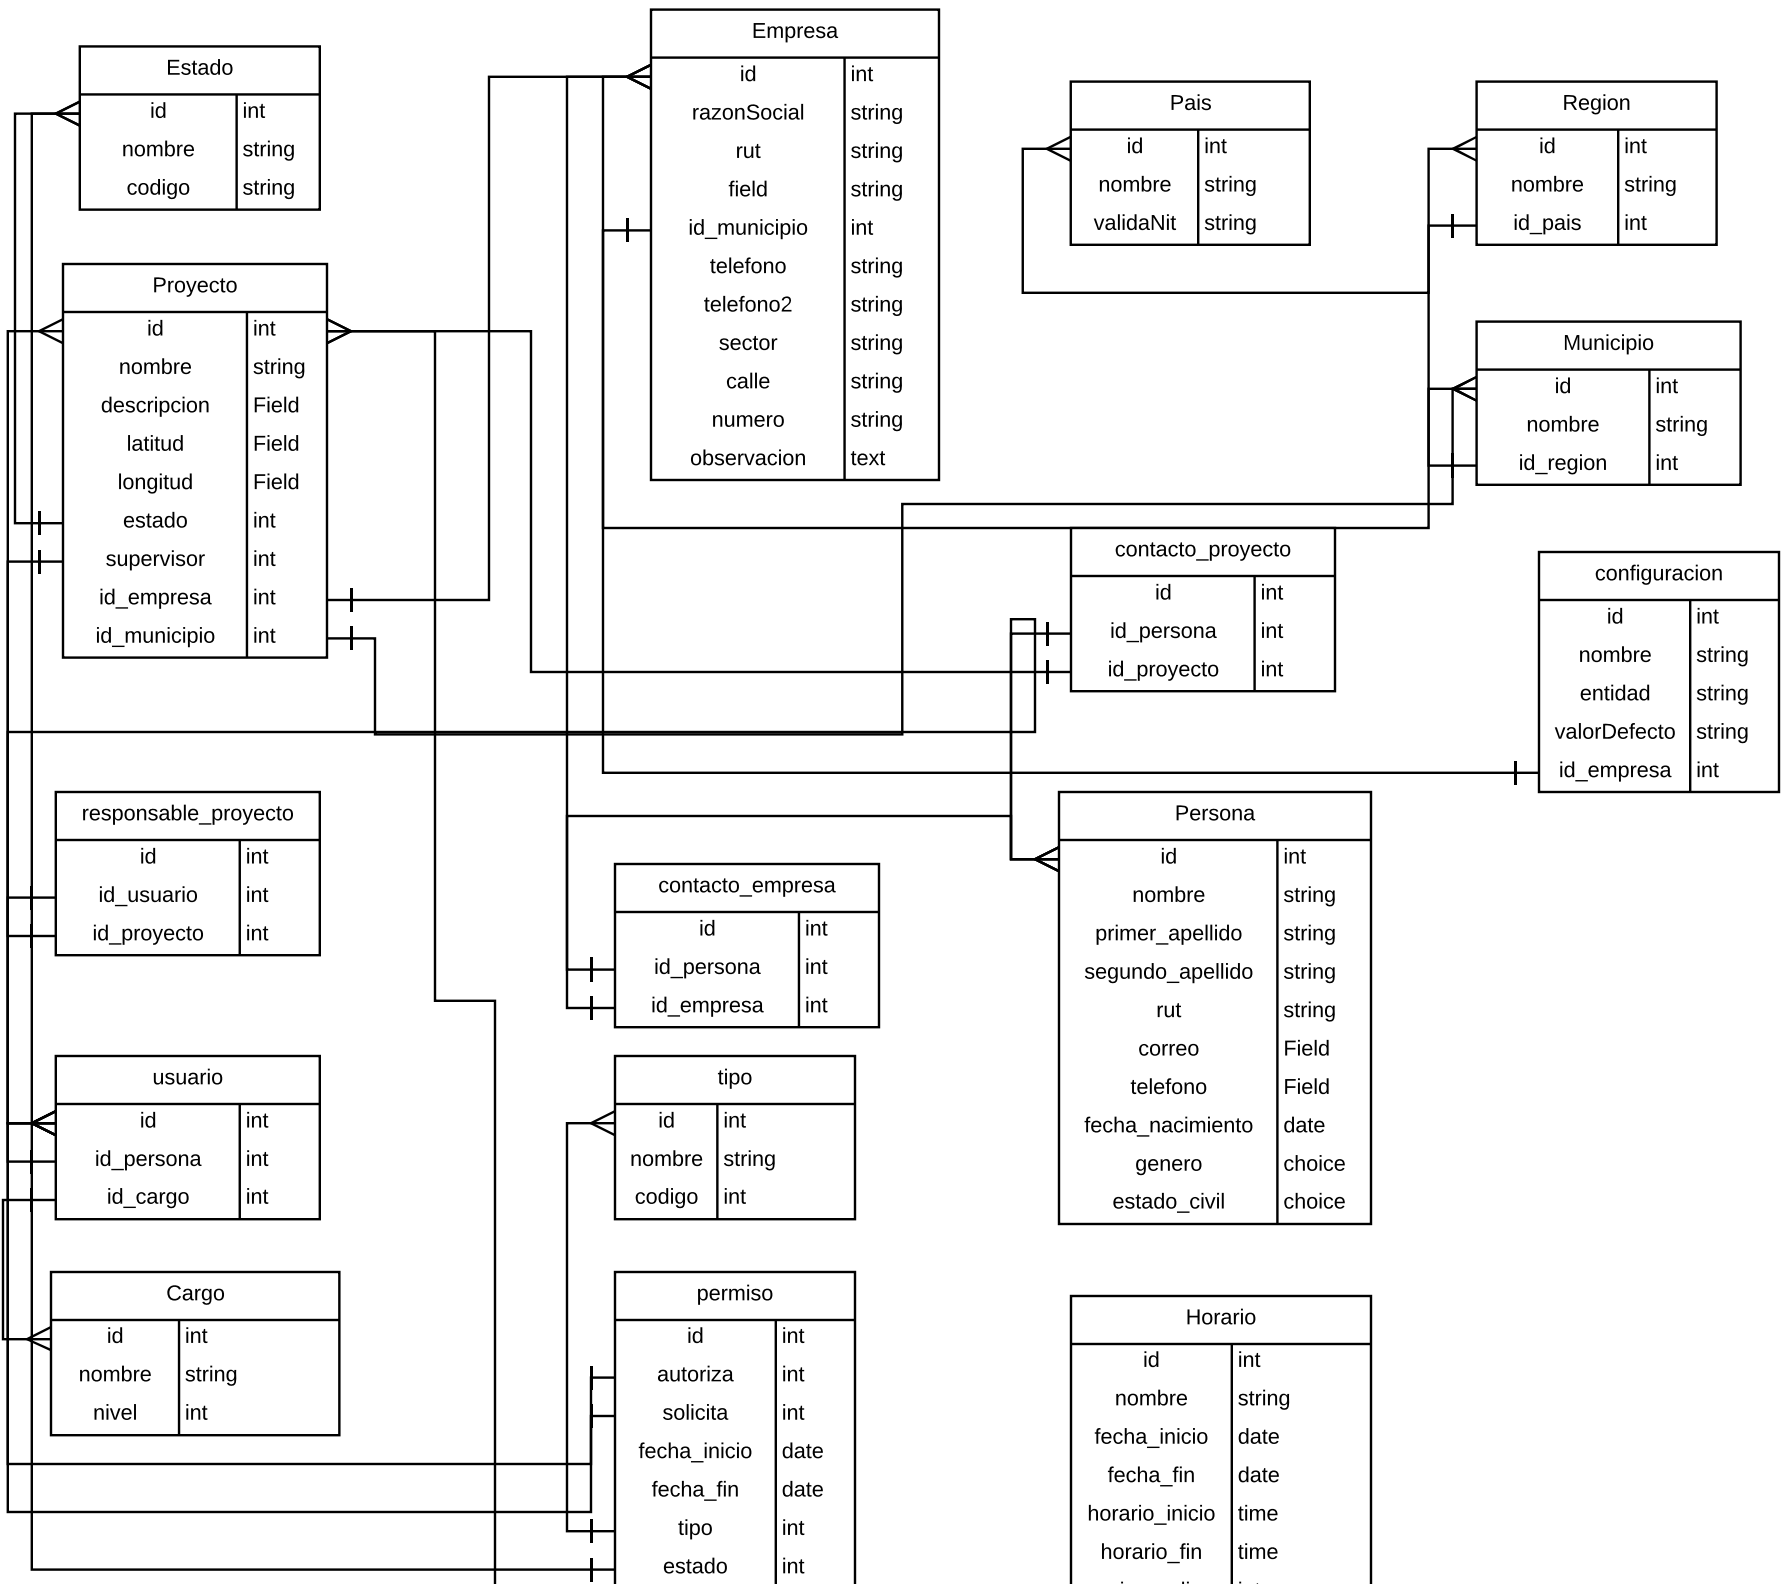 Estado
id int
nombre string
codigo string
Proyecto
id int
nombre string
descripcion Field
latitud Field
longitud Field
estado int
supervisor int
id_empresa int
id_municipio int
Empresa
id int
razonSocial string
rut string
field string
id_municipio int
telefono string
telefono2 string
sector string
calle string
numero string
observacion text
Pais
id int
nombre string
validaNit string
Region
id int
nombre string
id_pais int
Municipio
id int
nombre string
id_region int
contacto_proyecto
id int
id_persona int
id_proyecto int
configuracion
id int
nombre string
entidad string
valorDefecto string
id_empresa int
responsable_proyecto
id int
id_usuario int
id_proyecto int
contacto_empresa
id int
id_persona int
id_empresa int
Persona
id int
nombre string
primer_apellido string
segundo_apellido string
rut string
correo Field
telefono Field
fecha_nacimiento date
genero choice
estado_civil choice
usuario
id int
id_persona int
id_cargo int
tipo
id int
nombre string
codigo int
Cargo
id int
nombre string
nivel int
permiso
id int
autoriza int
solicita int
fecha_inicio date
fecha_fin date
tipo int
estado int
Horario
id int
nombre string
fecha_inicio date
fecha_fin date
horario_inicio time
horario_fin time